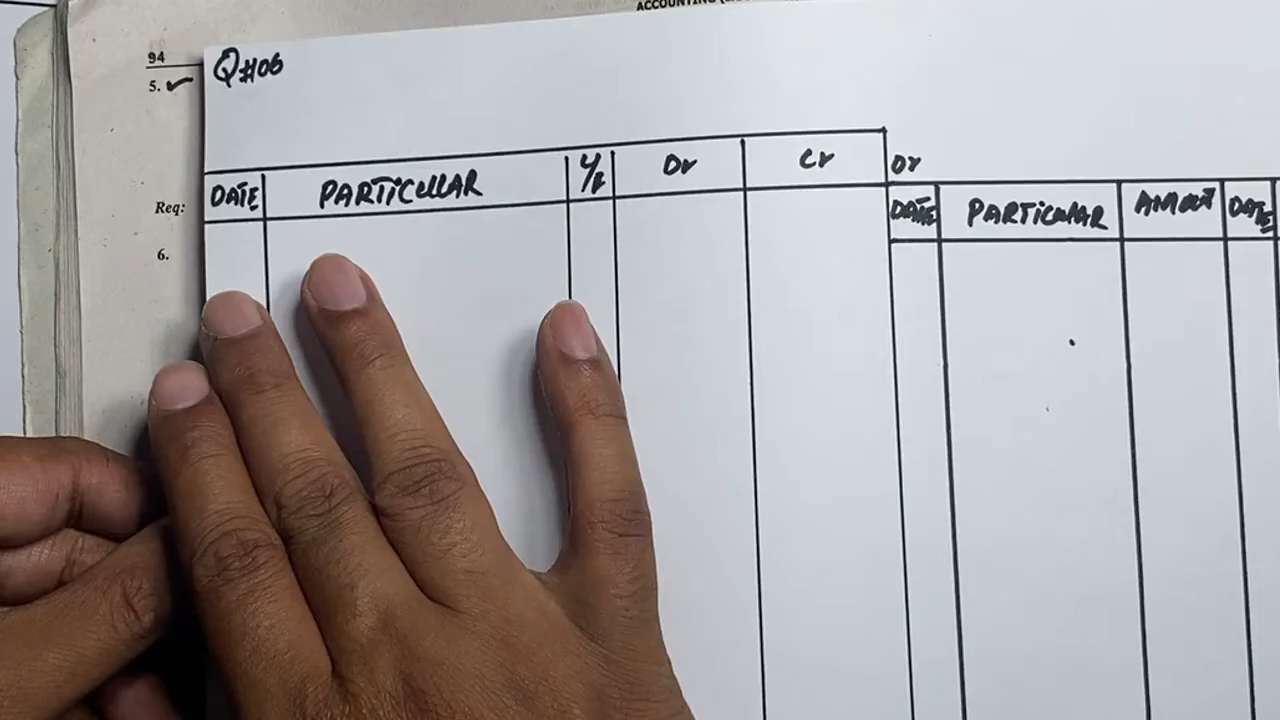 ACCOUNTING
94
5.
Q#06
Dr
DATE PARTICULAR L/F Dr Cr
DATE PARTICULAR AMOUNT DATE
Req:
6.